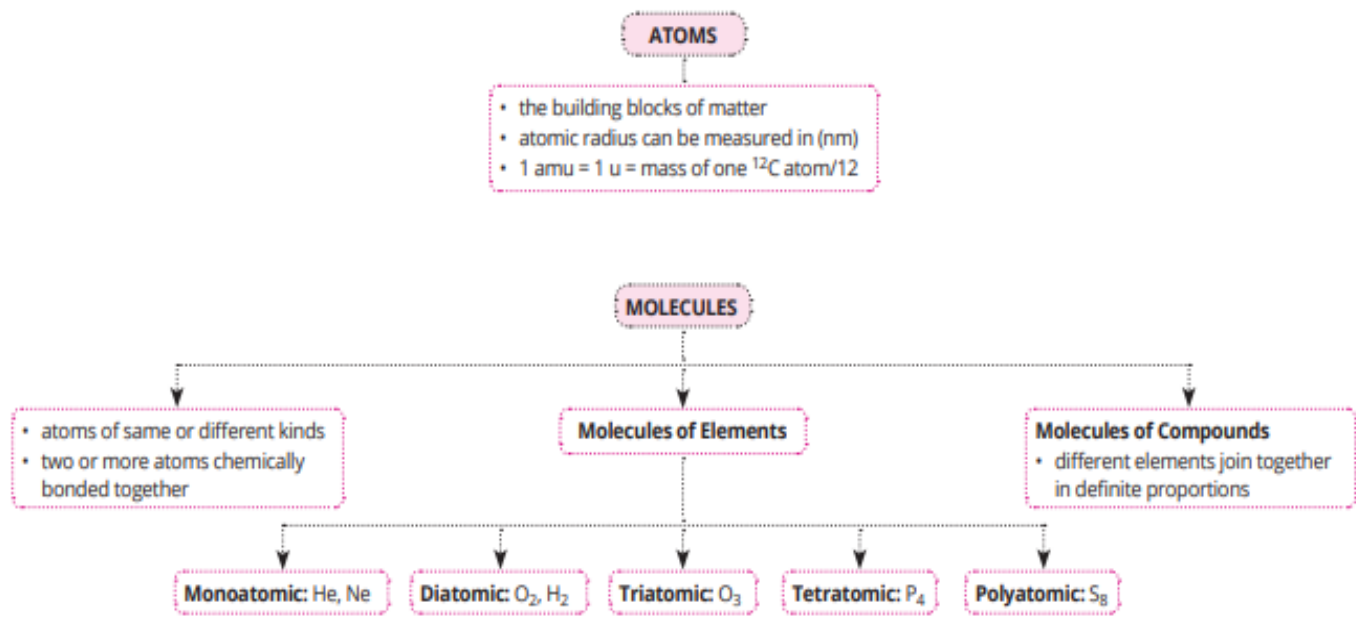 ATOMS
• the building blocks of matter
• atomic radius can be measured in (nm)
• 1 amu = 1 u = mass of one ¹²C atom/12
MOLECULES
• atoms of same or different kinds
• two or more atoms chemically
bonded together
Molecules of Elements
Molecules of Compounds
• different elements join together
in definite proportions
Monoatomic: He, Ne
Diatomic: O₂, H₂
Triatomic: O₃
Tetratomic: P₄
Polyatomic: S₈